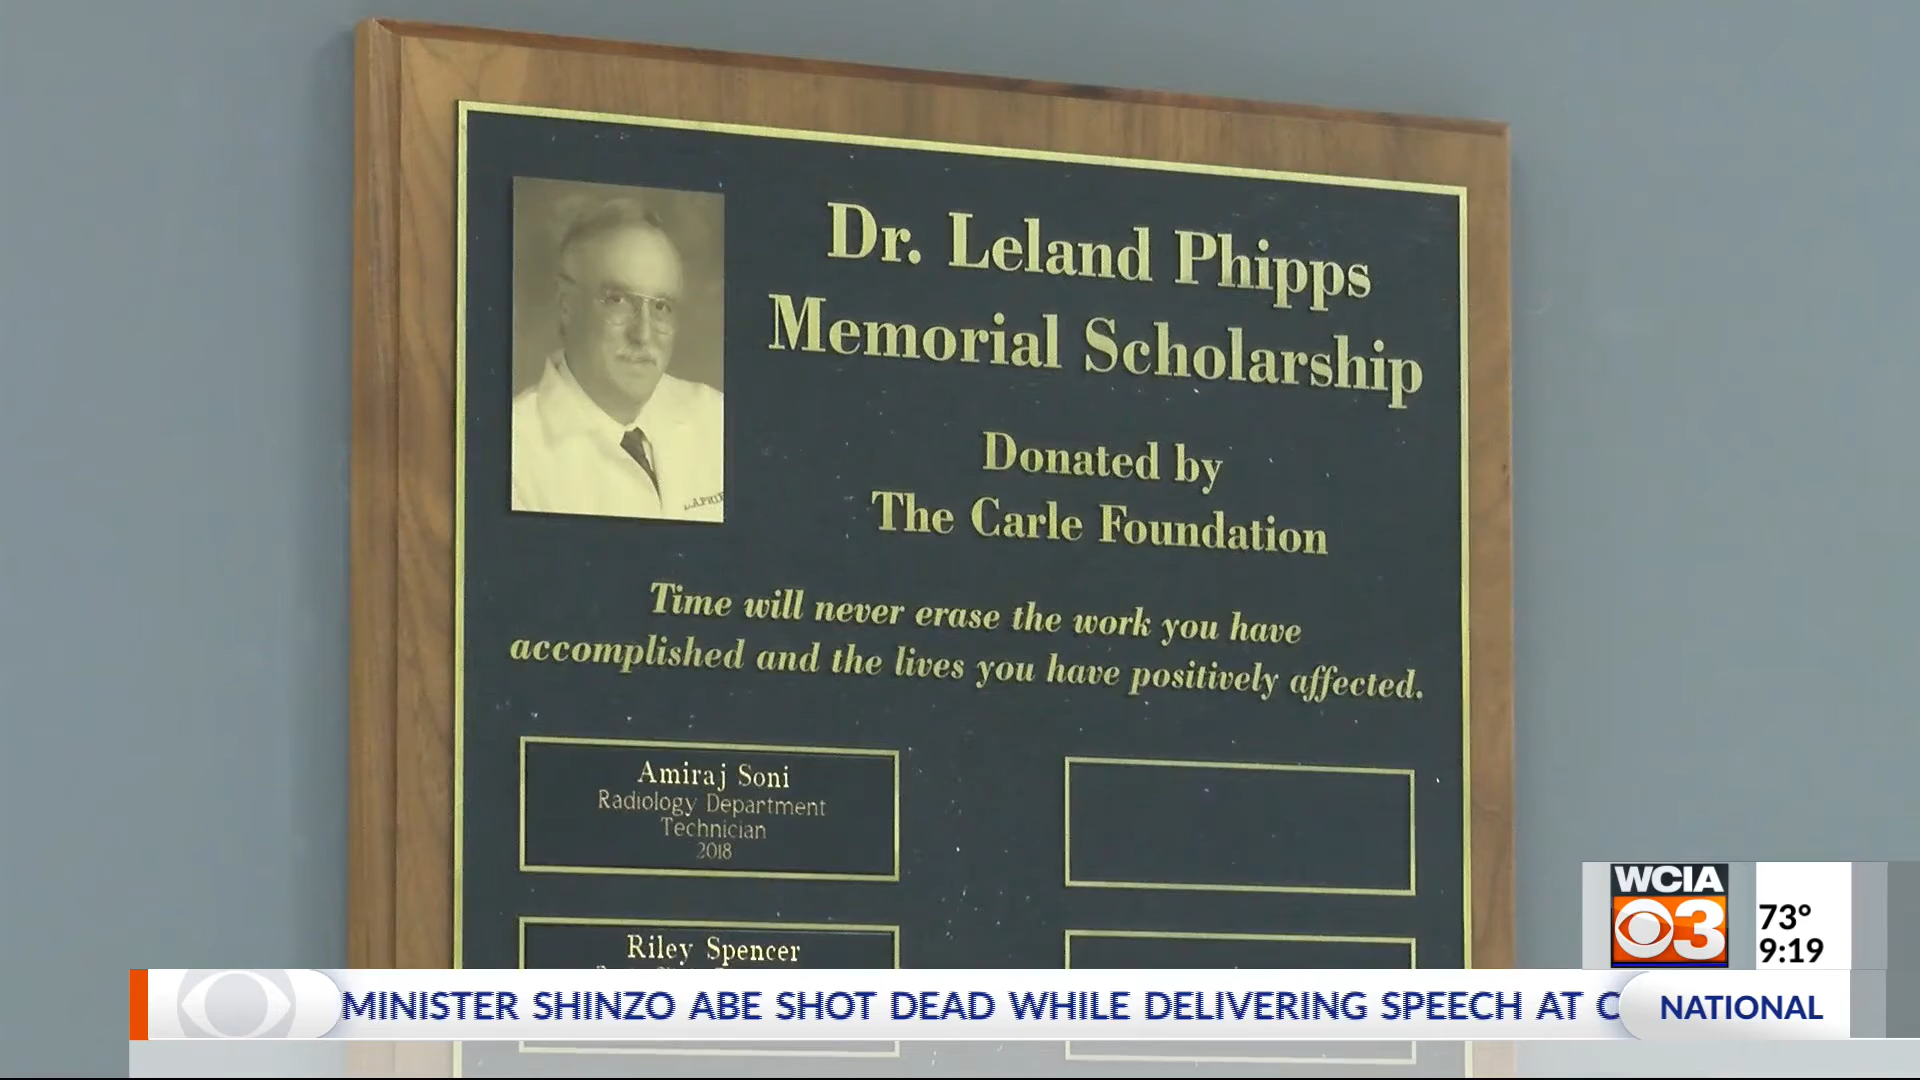 Dr. Leland Phipps
Memorial Scholarship
Donated by
The Carle Foundation
Time will never erase the work you have
accomplished and the lives you have positively affected.
Amiraj Soni
Radiology Department
Technician
2018
Riley Spencer
WCIA
3
73°
9:19
MINISTER SHINZO ABE SHOT DEAD WHILE DELIVERING SPEECH AT C
NATIONAL